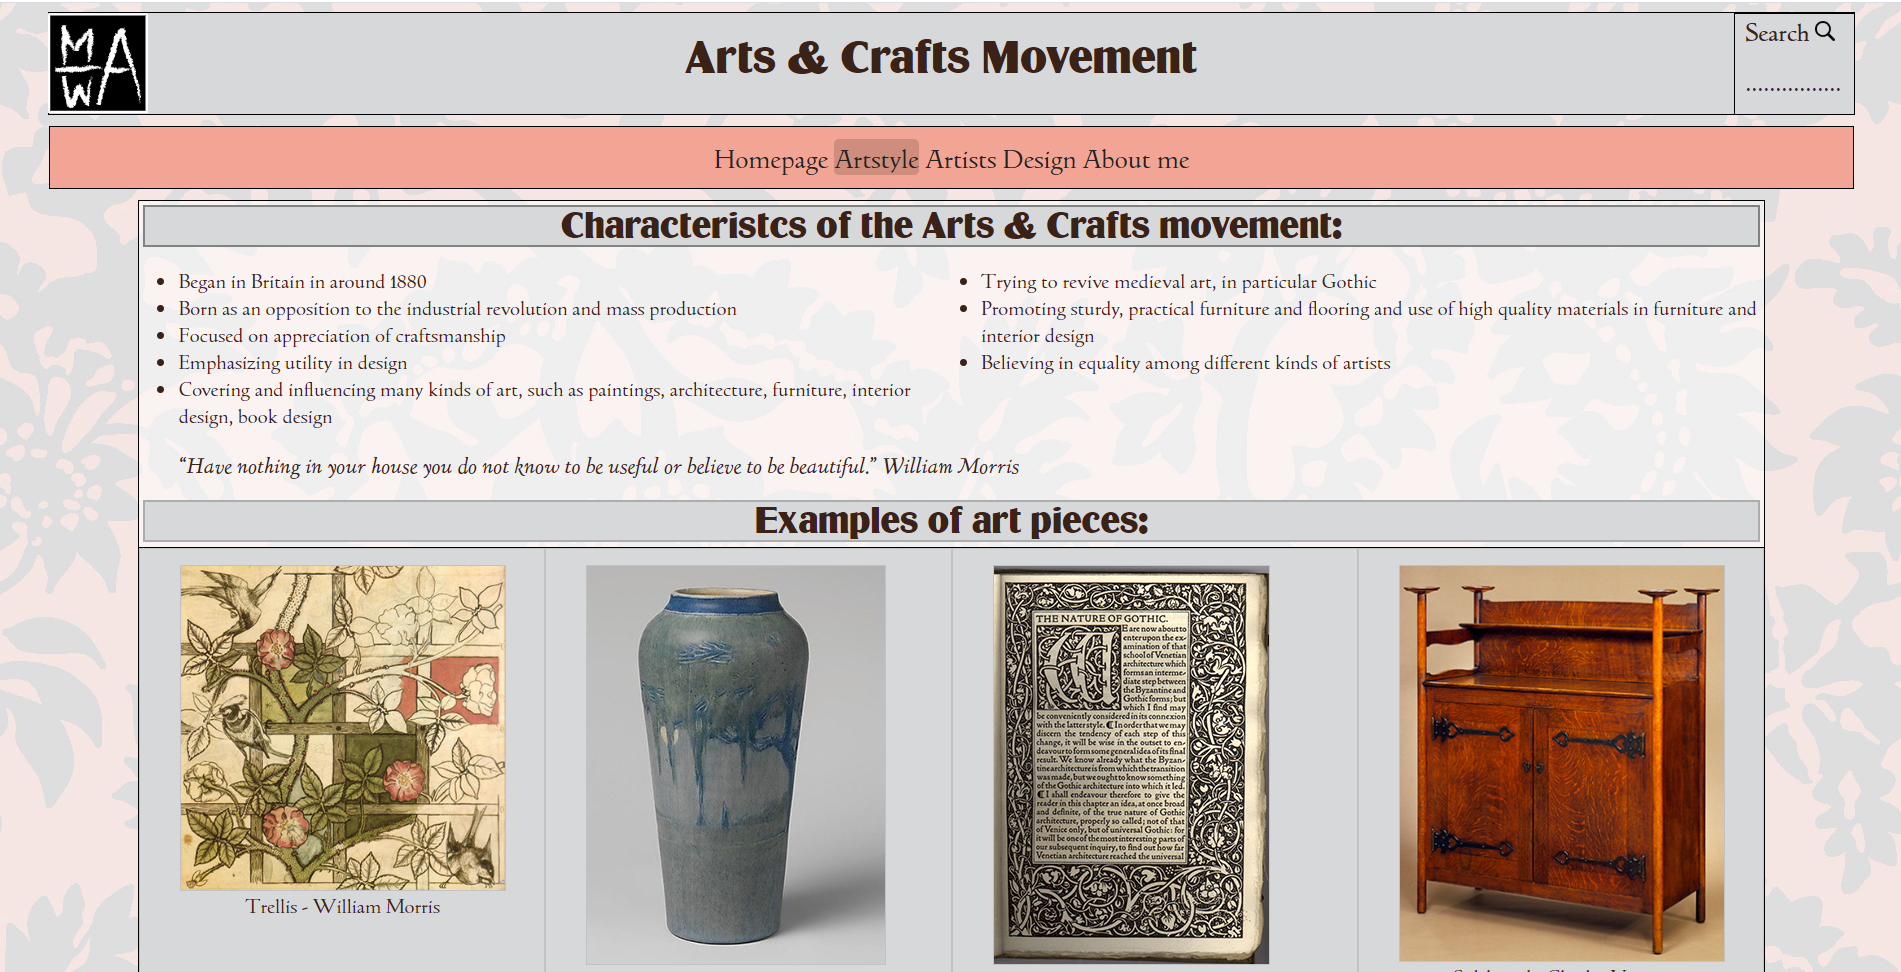 MAW
Arts & Crafts Movement
Search
................
Homepage Artstyle Artists Design About me
Characteristcs of the Arts & Crafts movement:
• Began in Britain in around 1880
• Born as an opposition to the industrial revolution and mass production
• Focused on appreciation of craftsmanship
• Emphasizing utility in design
• Covering and influencing many kinds of art, such as paintings, architecture, furniture, interior
design, book design
• Trying to revive medieval art, in particular Gothic
• Promoting sturdy, practical furniture and flooring and use of high quality materials in furniture and
interior design
• Believing in equality among different kinds of artists
“Have nothing in your house you do not know to be useful or believe to be beautiful.” William Morris
Examples of art pieces:
Trellis - William Morris
THE NATURE OF GOTHIC.
WE are now about to
enter upon the ex-
amination of that
school of Venetian
architecture which
forms an interme-
diate step between
the Byzantine and
Gothic forms; but
which I find may
be conveniently considered in its connexion
with the latter style. ¶ In order that we may
discern the tendency of each step of this
change, it will be wise in the outset to en-
deavour to form some general idea of its final
result. We know already what the Byzan-
tine architecture is from which the transition
was made, but we ought to know something
of the Gothic architecture into which it led.
¶ I shall endeavour therefore to give the
reader in this chapter an idea, at once broad
and definite, of the true nature of Gothic
architecture, properly so called; not of that
of Venice only, but of universal Gothic: for
it will be one of the most interesting parts of
our subsequent inquiry, to find out how far
Venetian architecture reached the universal